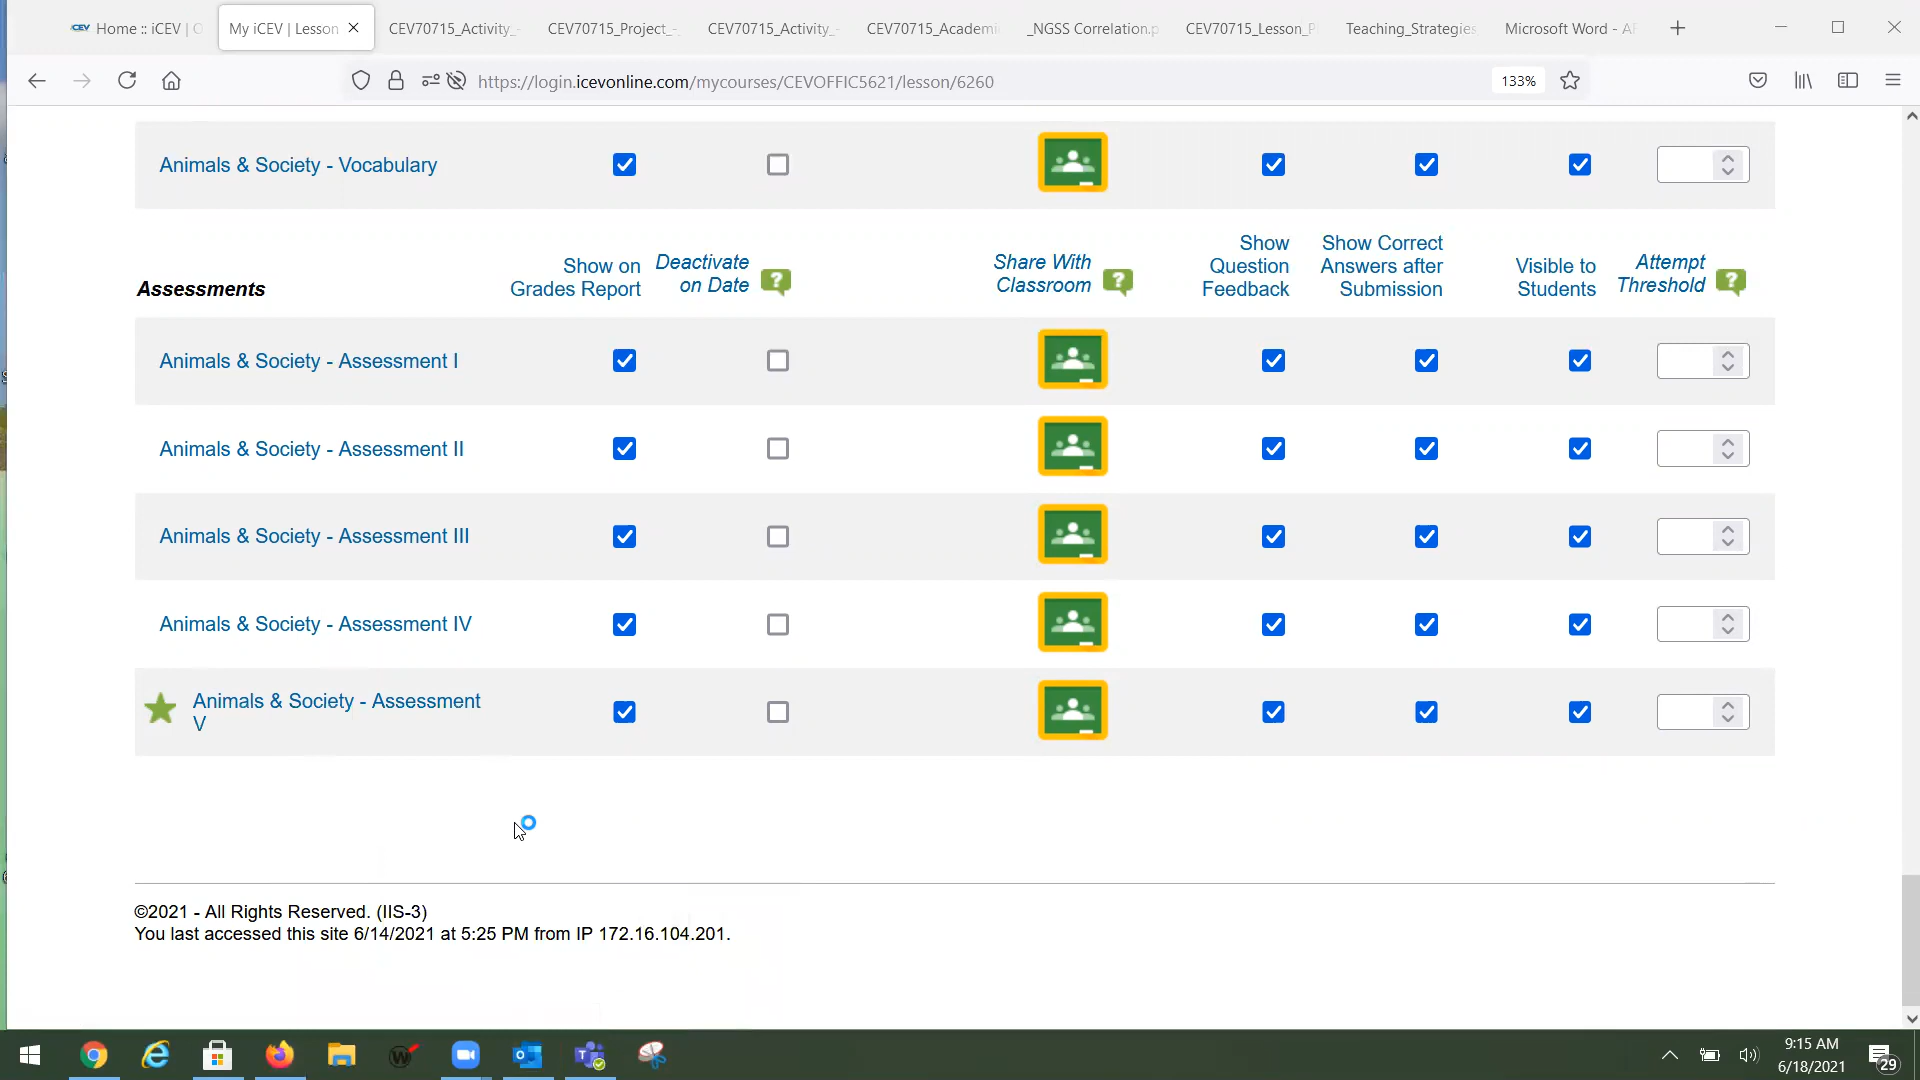 CEV Home :: iCEV | O
My iCEV | Lesson
CEV70715_Activity_-
CEV70715_Project_-
CEV70715_Activity_-
CEV70715_Academi
_NGSS Correlation.p
CEV70715_Lesson_P
Teaching_Strategies
Microsoft Word - AF
https://login.icevonline.com/mycourses/CEVOFFIC5621/lesson/6260
133%
Animals & Society - Vocabulary
Assessments
Show on
Grades Report
Deactivate
on Date
?
Share With
Classroom
?
Show
Question
Feedback
Show Correct
Answers after
Submission
Visible to
Students
Attempt
Threshold
?
Animals & Society - Assessment I
Animals & Society - Assessment II
Animals & Society - Assessment III
Animals & Society - Assessment IV
Animals & Society - Assessment
V
©2021 - All Rights Reserved. (IIS-3)
You last accessed this site 6/14/2021 at 5:25 PM from IP 172.16.104.201.
9:15 AM
6/18/2021
29